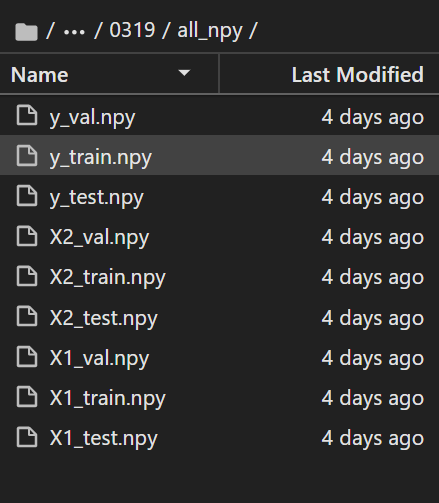 / ... / 0319 / all_npy /
Name Last Modified
y_val.npy 4 days ago
y_train.npy 4 days ago
y_test.npy 4 days ago
X2_val.npy 4 days ago
X2_train.npy 4 days ago
X2_test.npy 4 days ago
X1_val.npy 4 days ago
X1_train.npy 4 days ago
X1_test.npy 4 days ago